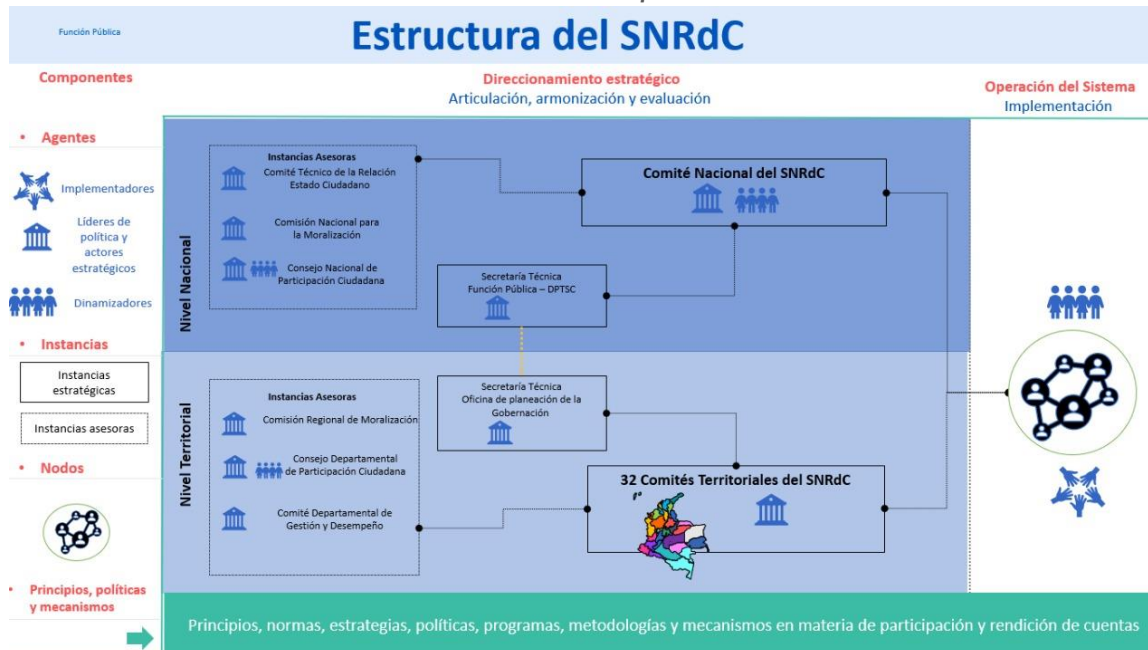 Función Pública
Estructura del SNRdC
Componentes
Direccionamiento estratégico
Articulación, armonización y evaluación
Operación del Sistema
Implementación
• Agentes
Implementadores
Líderes de
política y
actores
estratégicos
Dinamizadores
• Instancias
Instancias
estratégicas
Instancias asesoras
• Nodos
• Principios, políticas
y mecanismos
Nivel Nacional
Instancias Asesoras
Comité Técnico de la Relación
Estado Ciudadano
Comisión Nacional para
la Moralización
Consejo Nacional de
Participación Ciudadana
Comité Nacional del SNRdC
Secretaría Técnica
Función Pública – DPTSC
Nivel Territorial
Instancias Asesoras
Comisión Regional de Moralización
Consejo Departamental
de Participación Ciudadana
Comité Departamental de
Gestión y Desempeño
Secretaría Técnica
Oficina de planeación de la
Gobernación
32 Comités Territoriales del SNRdC
Principios, normas, estrategias, políticas, programas, metodologías y mecanismos en materia de participación y rendición de cuentas